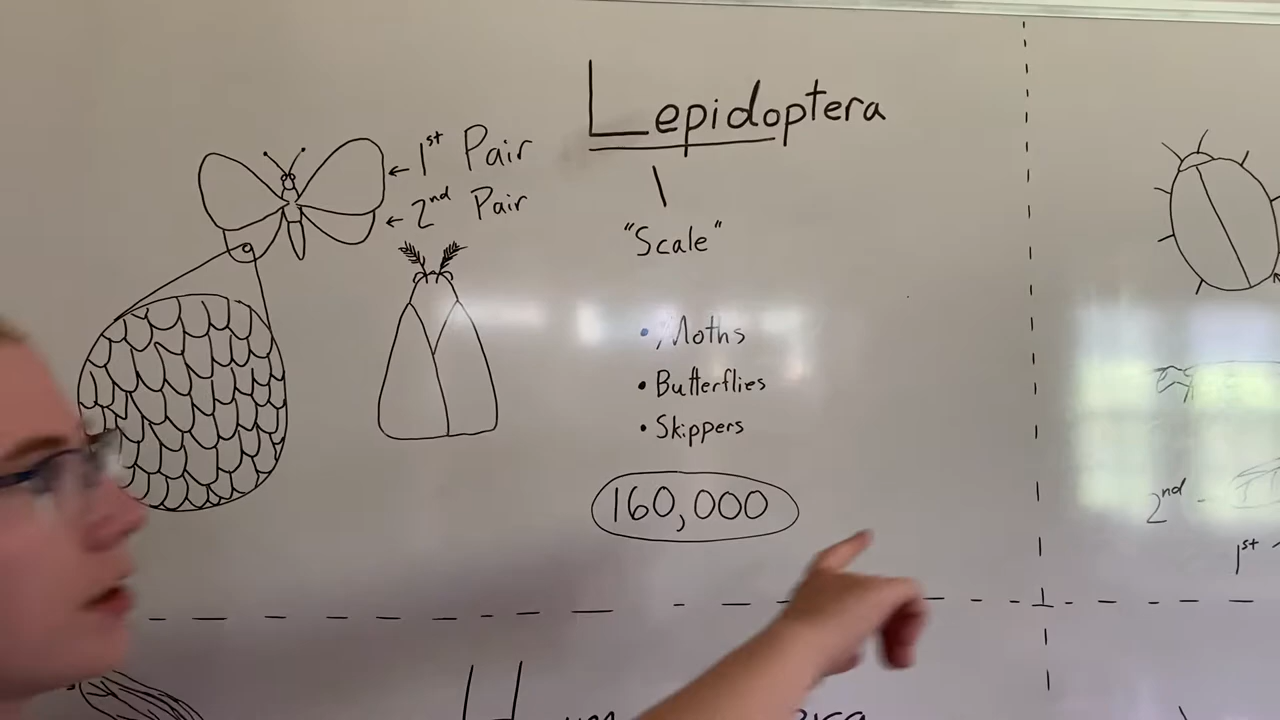 Lepidoptera
← 1st Pair
← 2nd Pair
"Scale"
• Moths
• Butterflies
• Skippers
160,000
2nd -
1st